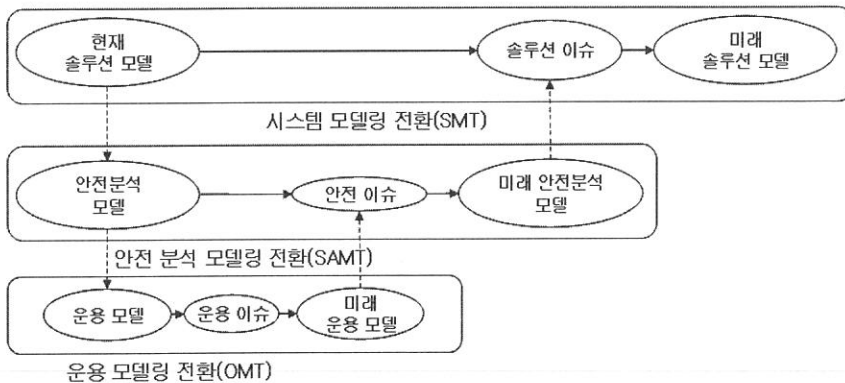 현재
솔루션 모델
솔루션 이슈
미래
솔루션 모델
시스템 모델링 전환(SMT)
안전분석
모델
안전 이슈
미래 안전분석
모델
안전 분석 모델링 전환(SAMT)
운용 모델
운용 이슈
미래
운용 모델
운용 모델링 전환(OMT)